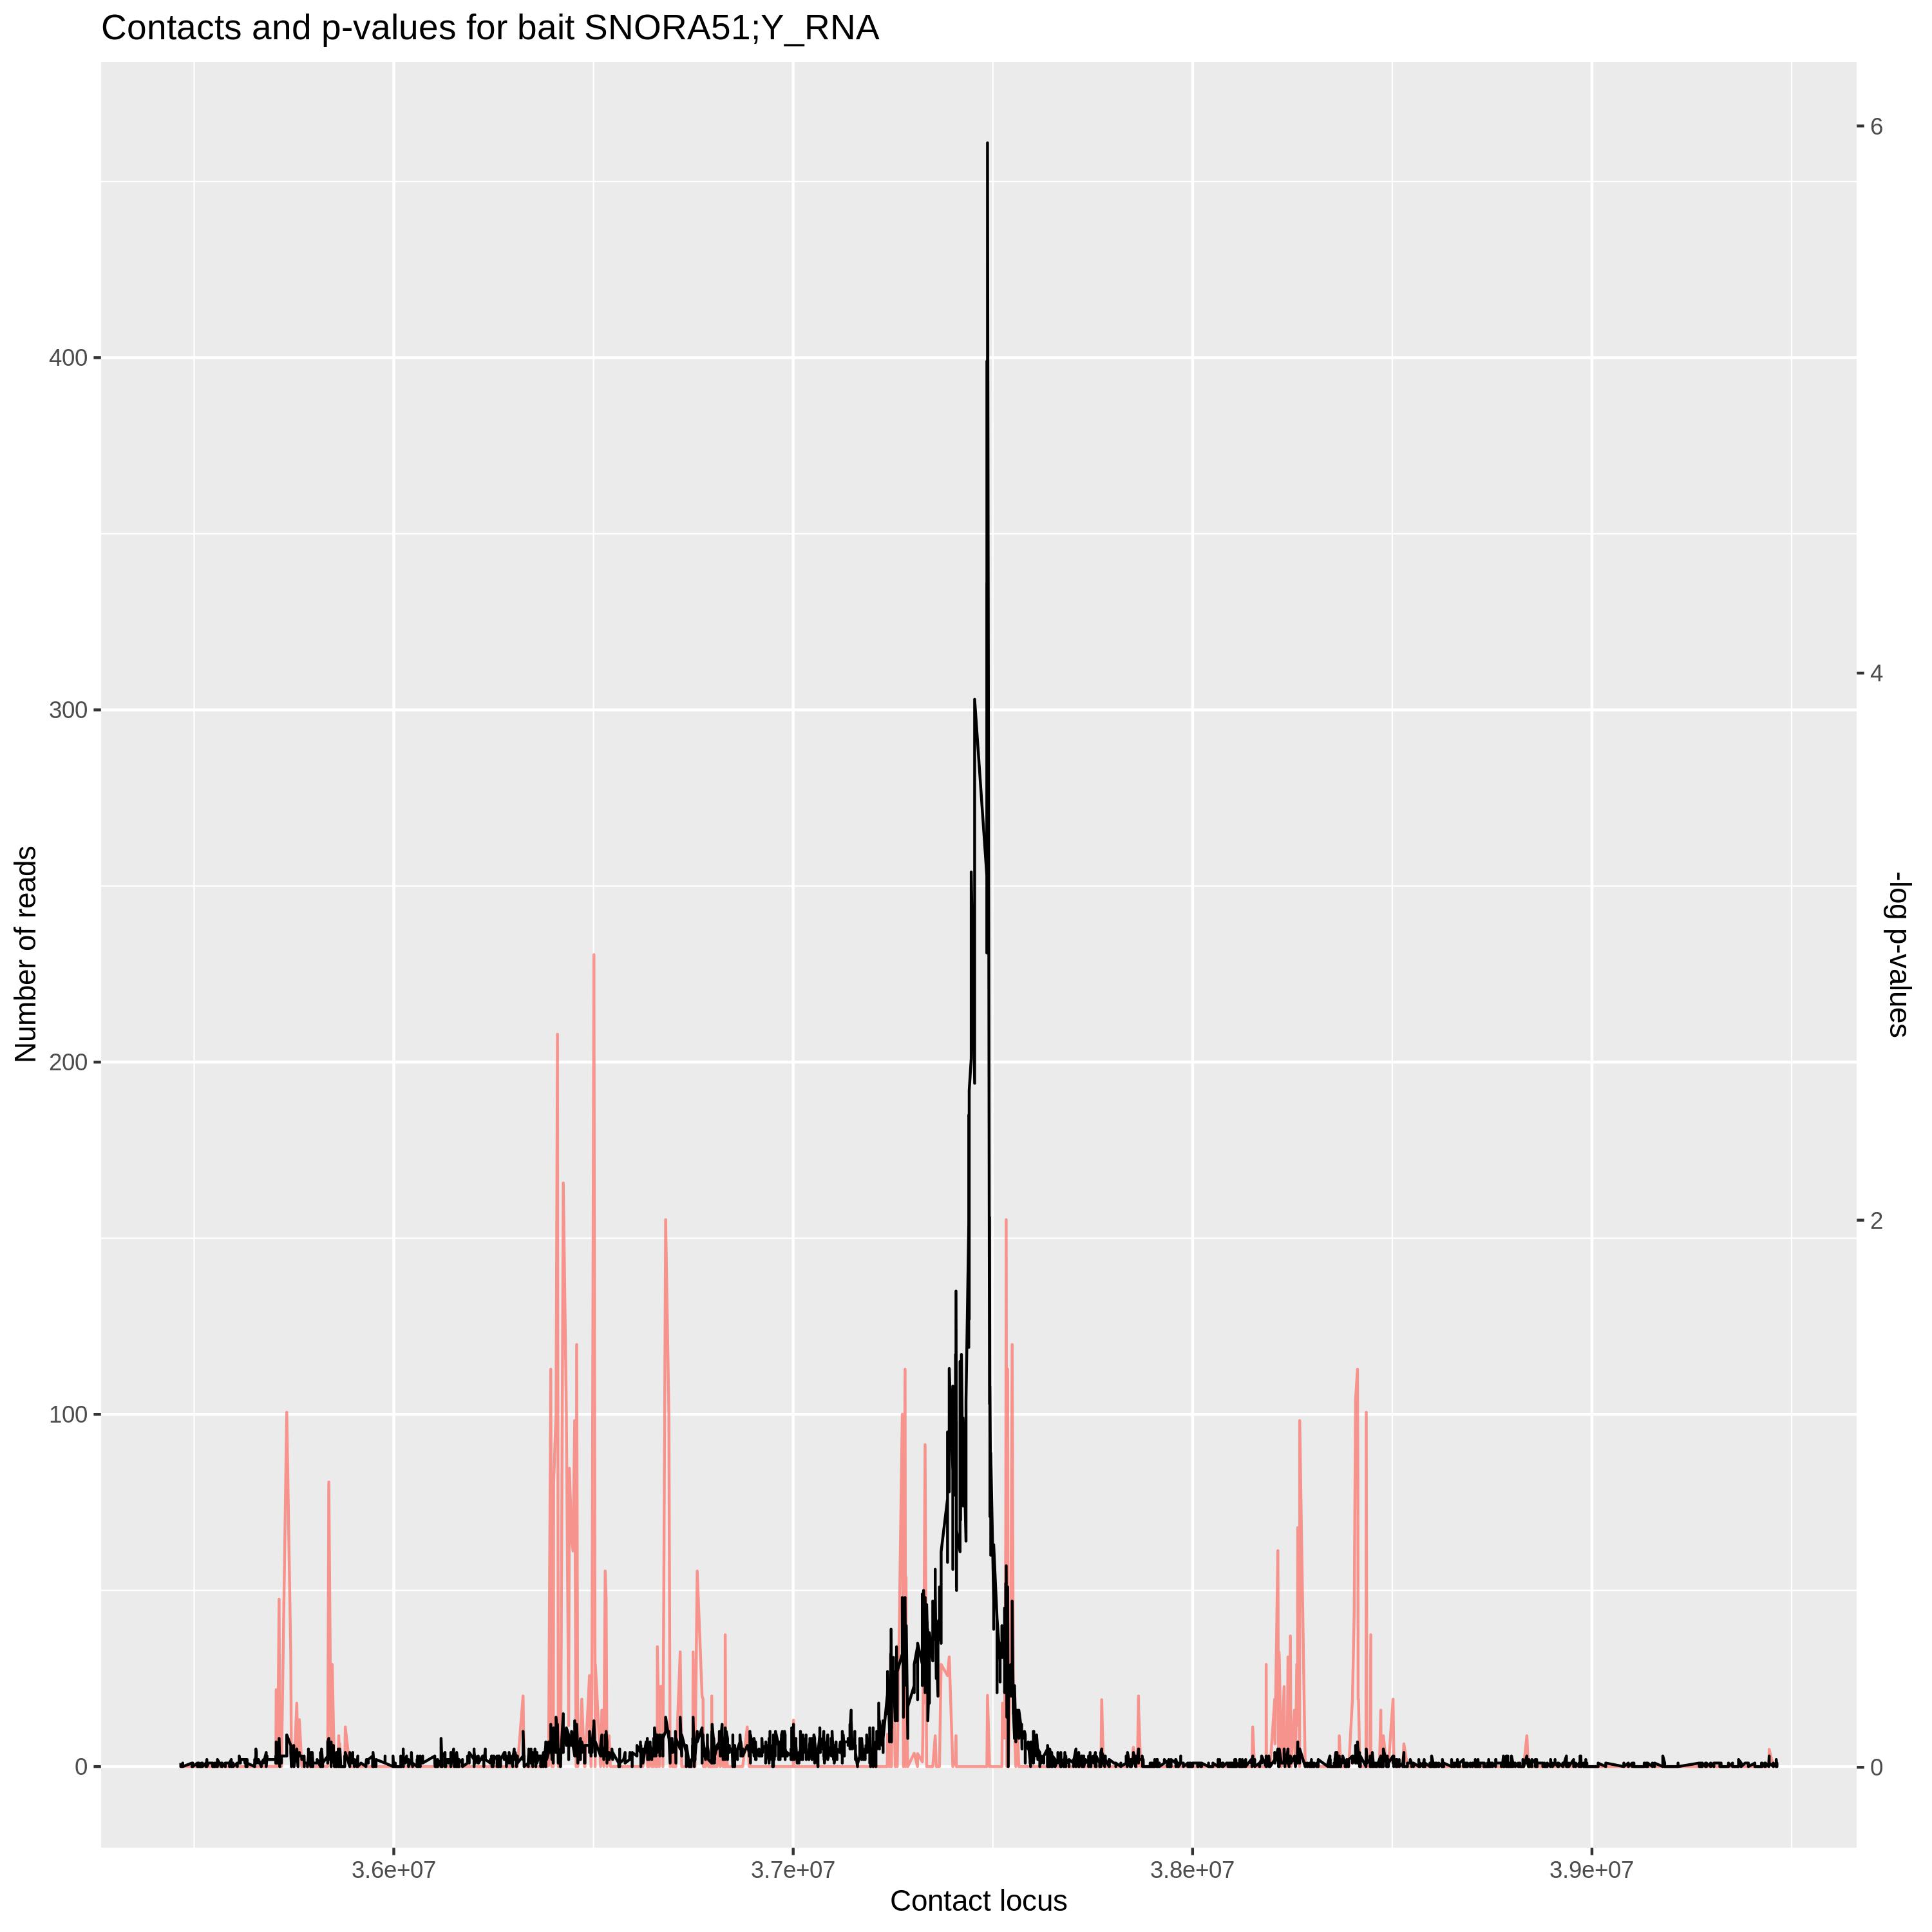 Contacts and p-values for bait SNORA51;Y_RNA
6
400
4
300
Number of reads
-log p-values
200
2
100
0
0
3.6e+07
3.7e+07
3.8e+07
3.9e+07
Contact locus